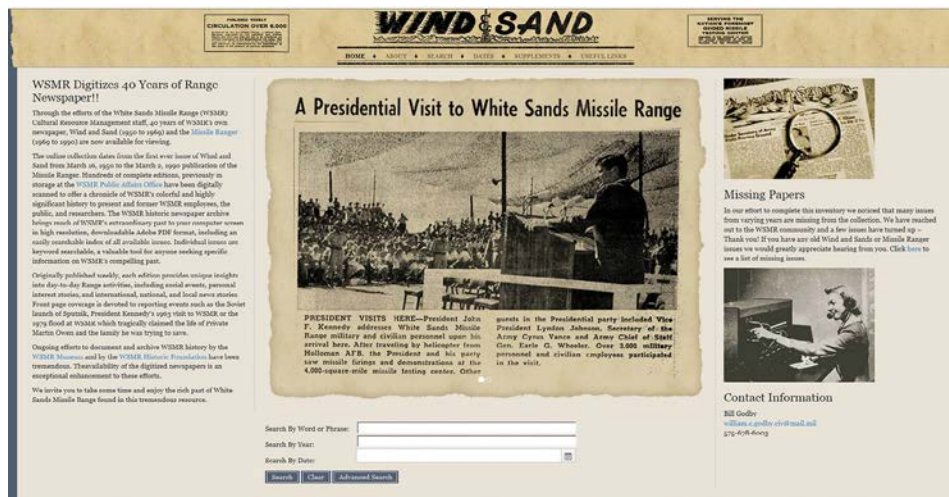 PUBLISHED WEEKLY
CIRCULATION OVER 6,000
WIND & SAND
SERVING THE
NATION'S FOREMOST
GUIDED MISSILE
TESTING CENTER
HOME ♦ ABOUT ♦ SEARCH ♦ DATES ♦ SUPPLEMENTS ♦ USEFUL LINKS
WSMR Digitizes 40 Years of Range
Newspaper!!
Through the efforts of the White Sands Missile Range (WSMR)
Cultural Resource Management staff, 40 years of WSMR's own
newspaper, Wind and Sand (1950 to 1969) and the Missile Ranger
(1969 to 1990) are now available for viewing.
The online collection dates from the first ever issue of Wind and
Sand from March 16, 1950 to the March 2, 1990 publication of the
Missile Ranger. Hundreds of complete editions, previously in
storage at the WSMR Public Affairs Office have been digitally
scanned to offer a chronicle of WSMR's colorful and highly
significant history to present and former WSMR employees, the
public, and researchers. The WSMR historic newspaper archive
brings much of WSMR's extraordinary past to your computer screen
in high resolution, downloadable Adobe PDF format, including an
easily searchable index of all available issues. Individual issues are
keyword searchable, a valuable tool for anyone seeking specific
information on WSMR's compelling past.
Originally published weekly, each edition provides unique insights
into day-to-day Range activities, including social events, personal
interest stories, and international, national, and local news stories
Front page coverage is devoted to reporting events such as the Soviet
launch of Sputnik, President Kennedy's 1963 visit to WSMR or the
1979 flood at WSMR which tragically claimed the life of Private
Martin Owen and the family he was trying to save.
Ongoing efforts to document and archive WSMR history by the
WSMR Museum and by the WSMR Historic Foundation have been
tremendous. Theavailability of the digitized newspapers is an
exceptional enhancement to these efforts.
We invite you to take some time and enjoy the rich part of White
Sands Missile Range found in this tremendous resource.
A Presidential Visit to White Sands Missile Range
PRESIDENT VISITS HERE—President John
F. Kennedy addresses White Sands Missile
Range military and civilian personnel upon his
arrival here. After traveling by helicopter from
Holloman AFB, the President and his party
saw missile firings and demonstrations at the
4,000-square-mile missile testing center. Other
guests in the Presidential party included Vice
President Lyndon Johnson, Secretary of the
Army Cyrus Vance and Army Chief of Staff
Gen. Earle G. Wheeler. Over 3,000 military
personnel and civilian employees participated
in the visit.
Search By Word or Phrase:
Search By Year:
Search By Date:
Search Clear Advanced Search
Missing Papers
In our effort to complete this inventory we noticed that many issues
from varying years are missing from the collection. We have reached
out to the WSMR community and a few issues have turned up –
Thank you! If you have any old Wind and Sands or Missile Ranger
issues we would greatly appreciate hearing from you. Click here to
see a list of missing issues.
Contact Information
Bill Godby
william.c.godby.civ@mail.mil
575-678-6003